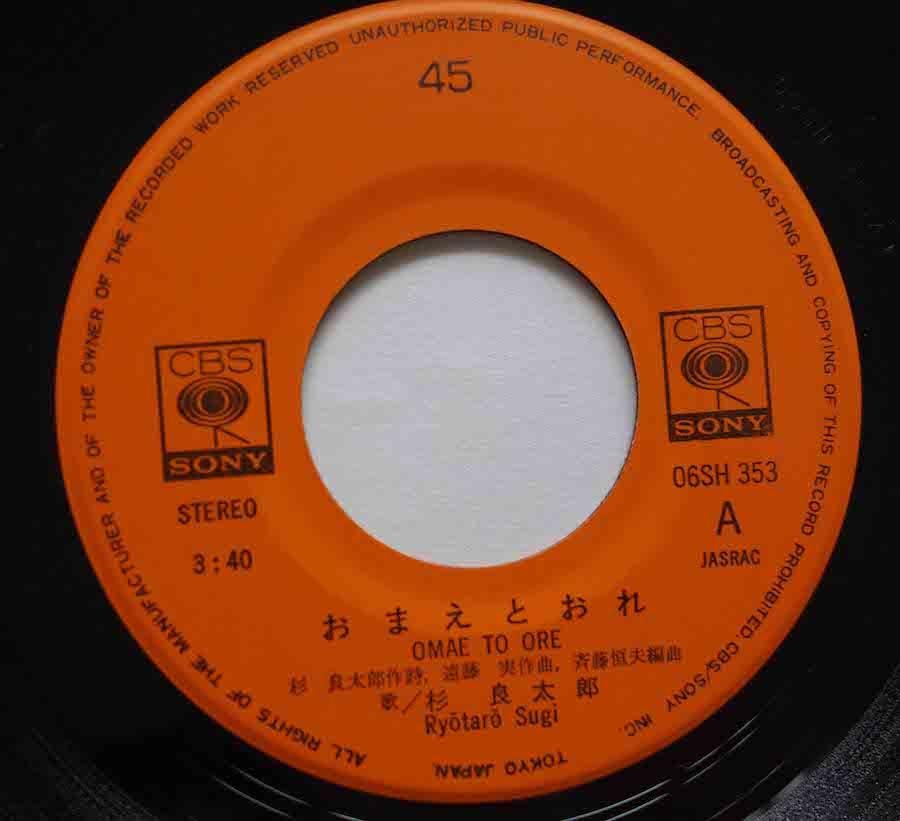 ALL RIGHTS OF THE MANUFACTURER AND OF THE OWNER OF THE RECORDED WORK RESERVED UNAUTHORIZED PUBLIC PERFORMANCE. BROADCASTING AND COPYING OF THIS RECORD PROHIBITED. CBS/SONY INC. TOKYO JAPAN.
45
CBS
SONY
STEREO
3:40
CBS
SONY
06SH 353
A
JASRAC
おまえとおれ
OMAE TO ORE
杉 良太郎作詩, 遠藤 実作曲, 斉藤恒夫編曲
歌/杉 良太郎
Ryōtarō Sugi